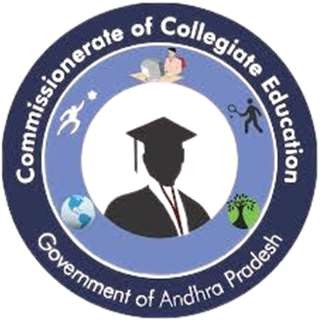 Commissionerate of Collegiate Education
Government of Andhra Pradesh